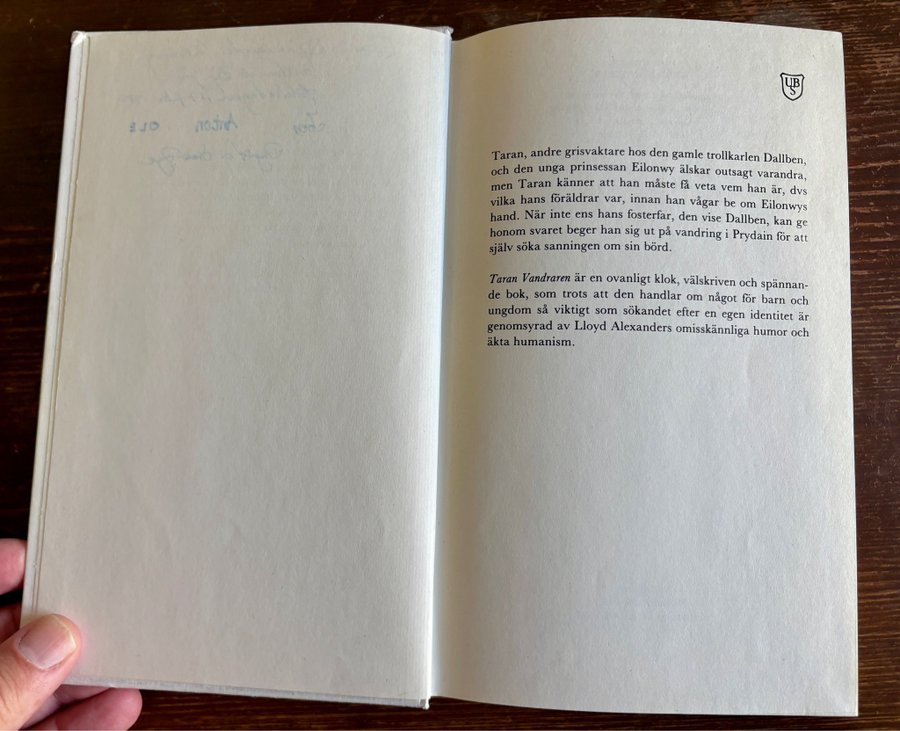 ANTON OLE
UBS
Taran, andre grisvaktare hos den gamle trollkarlen Dallben,
och den unga prinsessan Eilonwy älskar outsagt varandra,
men Taran känner att han måste få veta vem han är, dvs
vilka hans föräldrar var, innan han vågar be om Eilonwys
hand. När inte ens hans fosterfar, den vise Dallben, kan ge
honom svaret beger han sig ut på vandring i Prydain för att
själv söka sanningen om sin börd.
Taran Vandraren är en ovanligt klok, välskriven och spännan-
de bok, som trots att den handlar om något för barn och
ungdom så viktigt som sökandet efter en egen identitet är
genomsyrad av Lloyd Alexanders omisskännliga humor och
äkta humanism.